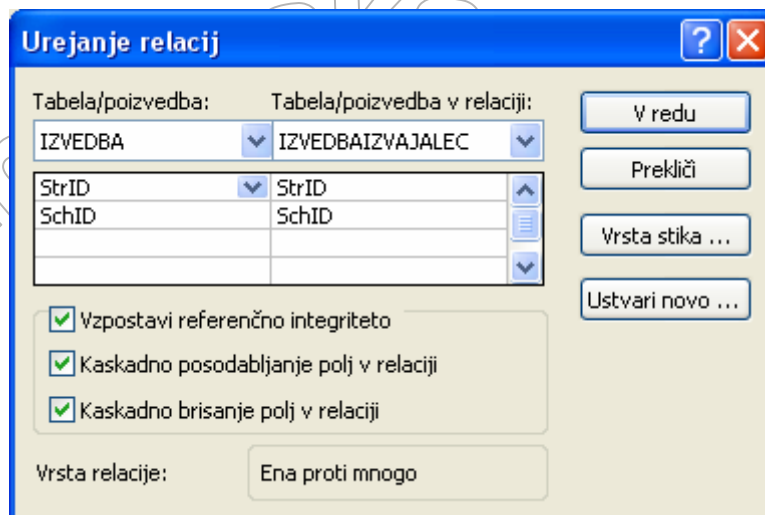 Urejanje relacij
Tabela/poizvedba: Tabela/poizvedba v relaciji:
IZVEDBA IZVEDBAIZVAJALEC
StrID StrID
SchID SchID
Vzpostavi referenčno integriteto
Kaskadno posodabljanje polj v relaciji
Kaskadno brisanje polj v relaciji
Vrsta relacije: Ena proti mnogo
V redu
Prekliči
Vrsta stika ...
Ustvari novo ...